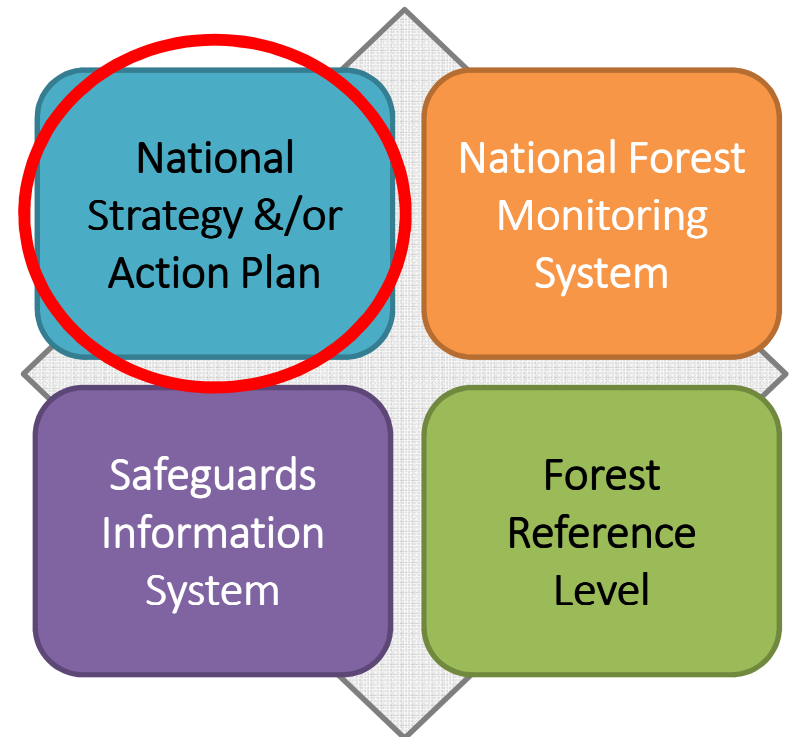 National
Strategy &/or
Action Plan
National Forest
Monitoring
System
Safeguards
Information
System
Forest
Reference
Level